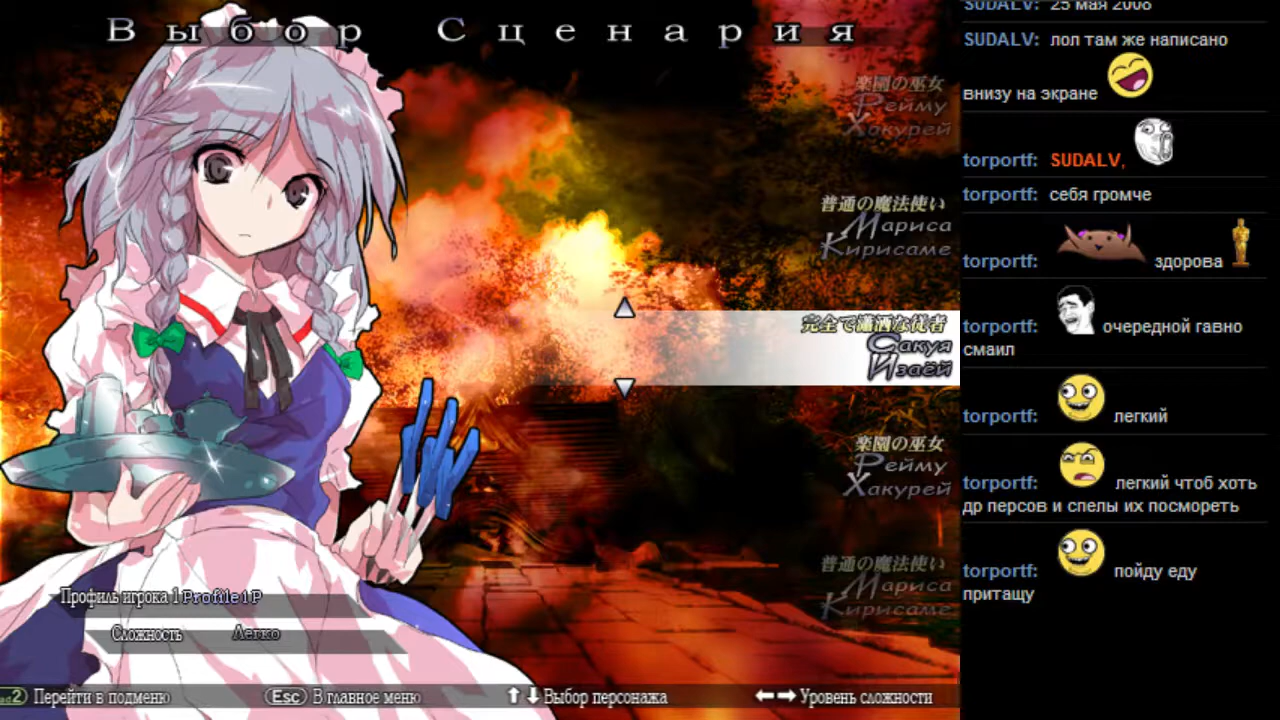 Выбор Сценария
楽園の巫女
Рейму
Хакурей
普通の魔法使い
Мариса
Кирисаме
完全で瀟洒な従者
Сакуя
Изаёй
楽園の巫女
Рейму
Хакурей
普通の魔法使い
Мариса
Кирисаме
Профиль игрока 1 Profile1P
Сложность Легко
Перейти в подменю
Esc В главное меню
Выбор персонажа
Уровень сложности
SUDALV: 25 мая 2008
SUDALV: лол там же написано
внизу на экране
torportf: SUDALV,
torportf: себя громче
torportf: здорова
torportf: очередной гавно
смаил
torportf: легкий
torportf: легкий чтоб хоть
др персов и спелы их посмореть
torportf: пойду еду
притащу